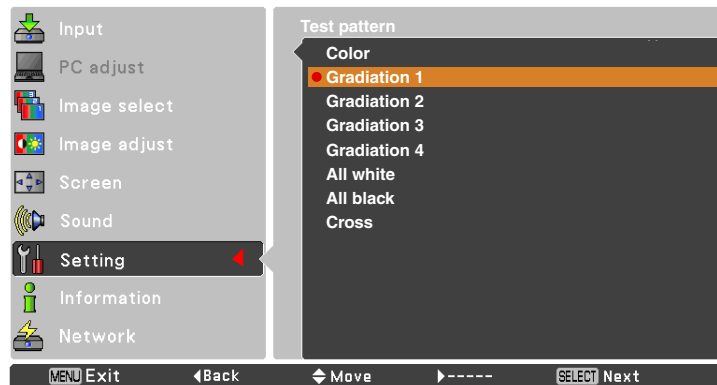 Input
PC adjust
Image select
Image adjust
Screen
Sound
Setting
Information
Network
Test pattern
Color
Gradiation 1
Gradiation 2
Gradiation 3
Gradiation 4
All white
All black
Cross
MENU Exit ◀Back Move ▶----- SELECT Next